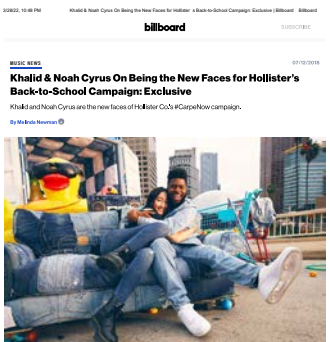 2/28/22, 10:48 PM Khalid & Noah Cyrus On Being the New Faces for Hollister's Back-to-School Campaign: Exclusive | Billboard – Billboard
billboard
SUBSCRIBE
MUSIC NEWS 07/12/2018
Khalid & Noah Cyrus On Being the New Faces for Hollister's
Back-to-School Campaign: Exclusive
Khalid and Noah Cyrus are the new faces of Hollister Co.'s #CarpeNow campaign.
By Melinda Newman